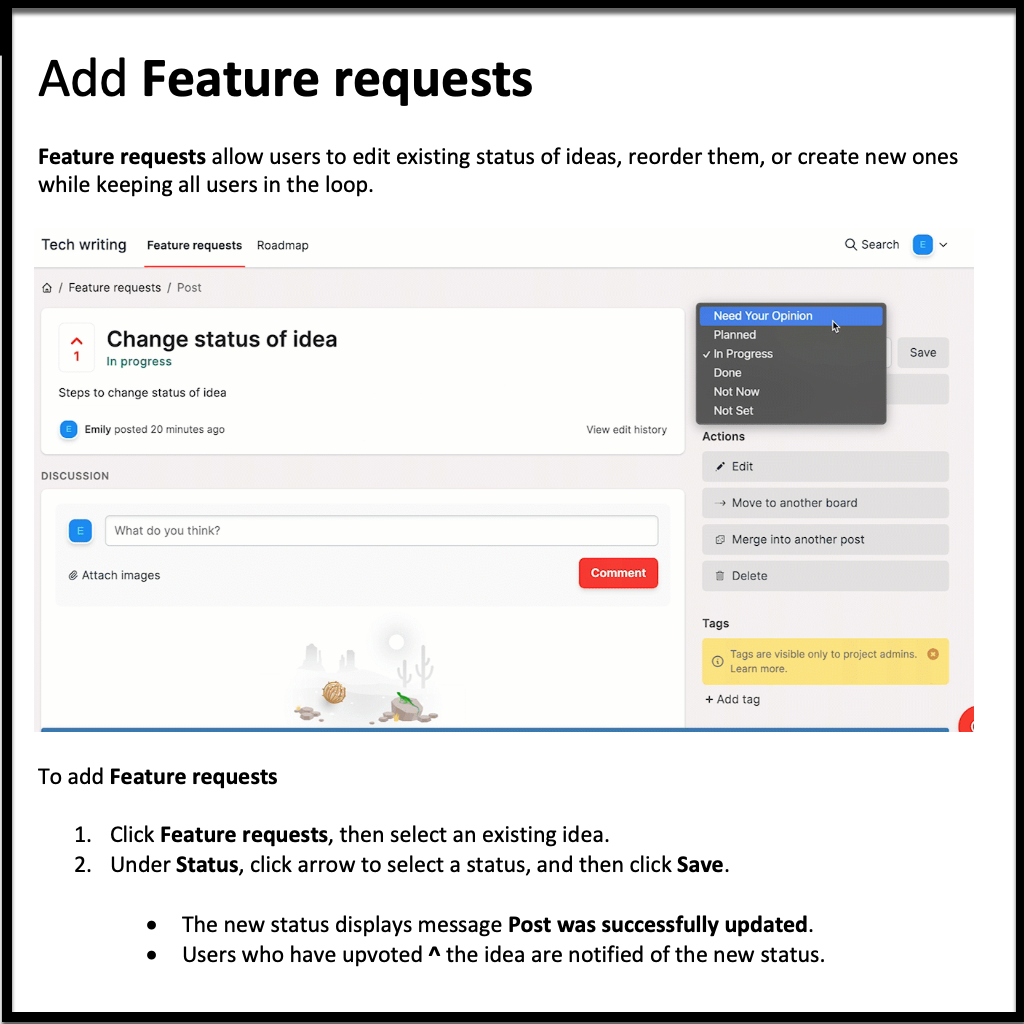 Add Feature requests
Feature requests allow users to edit existing status of ideas, reorder them, or create new ones
while keeping all users in the loop.
Tech writing Feature requests Roadmap Search E
/ Feature requests / Post
Change status of idea
1
In progress
Steps to change status of idea
E Emily posted 20 minutes ago View edit history
Need Your Opinion
Planned
✓ In Progress
Done
Not Now
Not Set
Save
DISCUSSION
E What do you think?
Attach images Comment
Actions
Edit
→ Move to another board
Merge into another post
Delete
Tags
Tags are visible only to project admins.
Learn more.
+ Add tag
To add Feature requests
1. Click Feature requests, then select an existing idea.
2. Under Status, click arrow to select a status, and then click Save.
• The new status displays message Post was successfully updated.
• Users who have upvoted ^ the idea are notified of the new status.